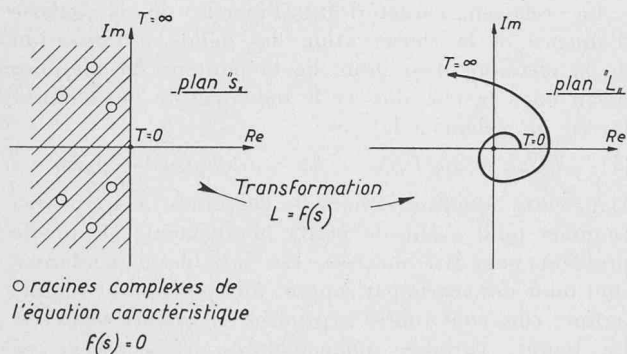 Im
T=∞
plan "s"
T=0
Re
Im
T=∞
plan "L"
T=0
Re
Transformation
L = F(s)
○ racines complexes de
l'équation caractéristique
F(s)=0